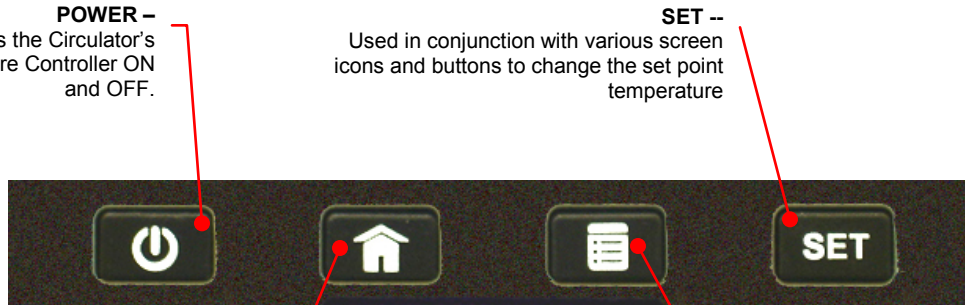 POWER –
s the Circulator's
re Controller ON
and OFF.
SET --
Used in conjunction with various screen
icons and buttons to change the set point
temperature
SET